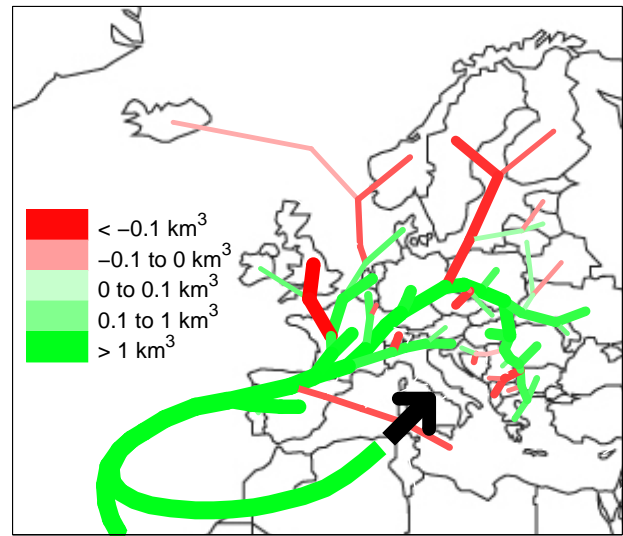 < −0.1 km³
−0.1 to 0 km³
0 to 0.1 km³
0.1 to 1 km³
> 1 km³